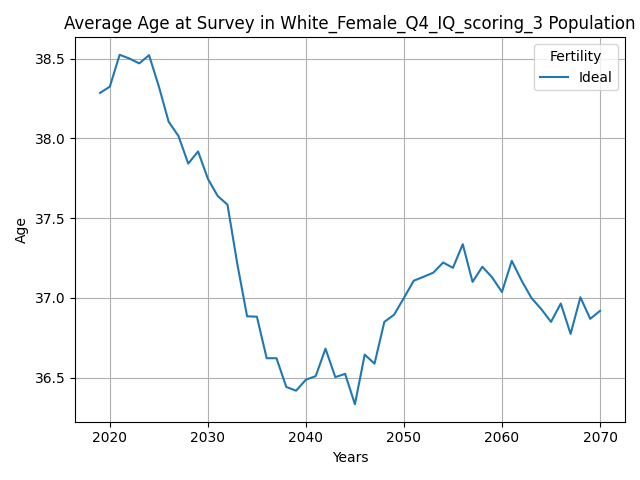 Average Age at Survey in White_Female_Q4_IQ_scoring_3 Population
Fertility
Ideal
38.5
38.0
37.5
37.0
36.5
Age
2020 2030 2040 2050 2060 2070
Years